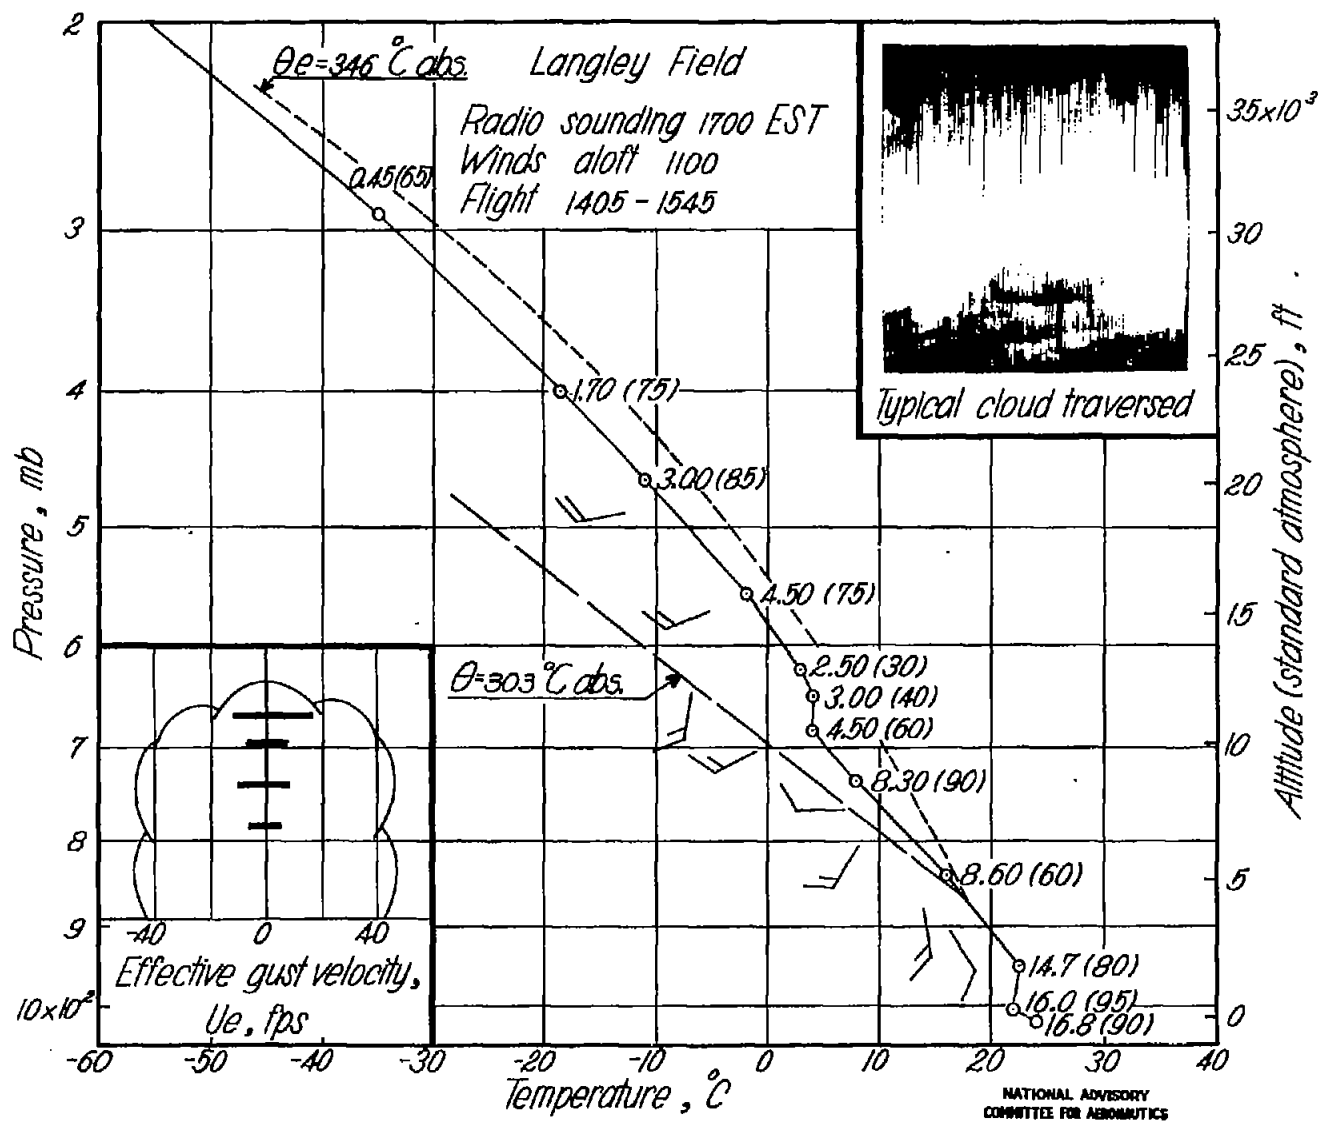 θe=346 °C abs.
Langley Field
Radio sounding 1700 EST
Winds aloft 1100
Flight 1405 - 1545
Typical cloud traversed
2
3
4
5
6
7
8
9
10×10²
Pressure, mb
35×10³
30
25
20
15
10
5
0
Altitude (standard atmosphere), ft.
0.45(65)
1.70 (75)
3.00(85)
4.50 (75)
2.50(30)
3.00 (40)
4.50 (60)
8.30(90)
8.60 (60)
14.7 (80)
16.0 (95)
16.8(90)
θ=303 °C abs.
-40 0 40
Effective gust velocity,
Ue, fps
-60 -50 -40 -30 -20 -10 0 10 20 30 40
Temperature, °C
NATIONAL ADVISORY
COMMITTEE FOR AERONAUTICS